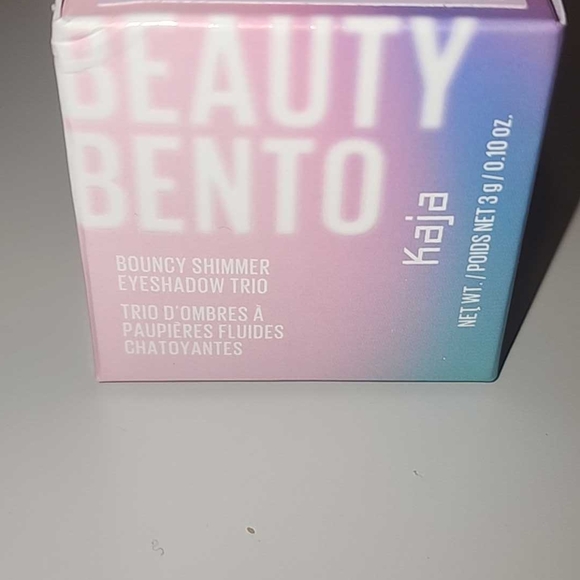 BEAUTY
BENTO
BOUNCY SHIMMER
EYESHADOW TRIO
TRIO D'OMBRES À
PAUPIÈRES FLUIDES
CHATOYANTES
Kaja
NET WT. / POIDS NET 3 g / 0.10 oz.